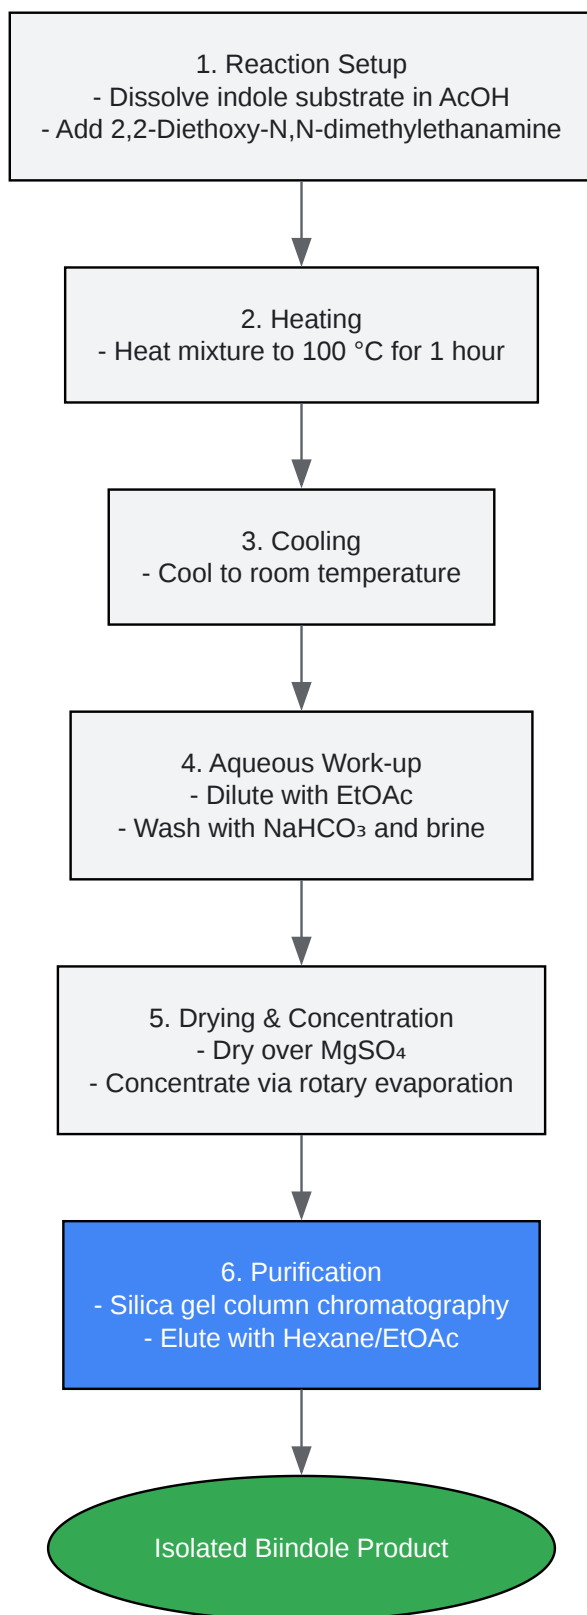 1. Reaction Setup
- Dissolve indole substrate in AcOH
- Add 2,2-Diethoxy-N,N-dimethylethanamine
2. Heating
- Heat mixture to 100 °C for 1 hour
3. Cooling
- Cool to room temperature
4. Aqueous Work-up
- Dilute with EtOAc
- Wash with NaHCO₃ and brine
5. Drying & Concentration
- Dry over MgSO₄
- Concentrate via rotary evaporation
6. Purification
- Silica gel column chromatography
- Elute with Hexane/EtOAc
Isolated Biindole Product